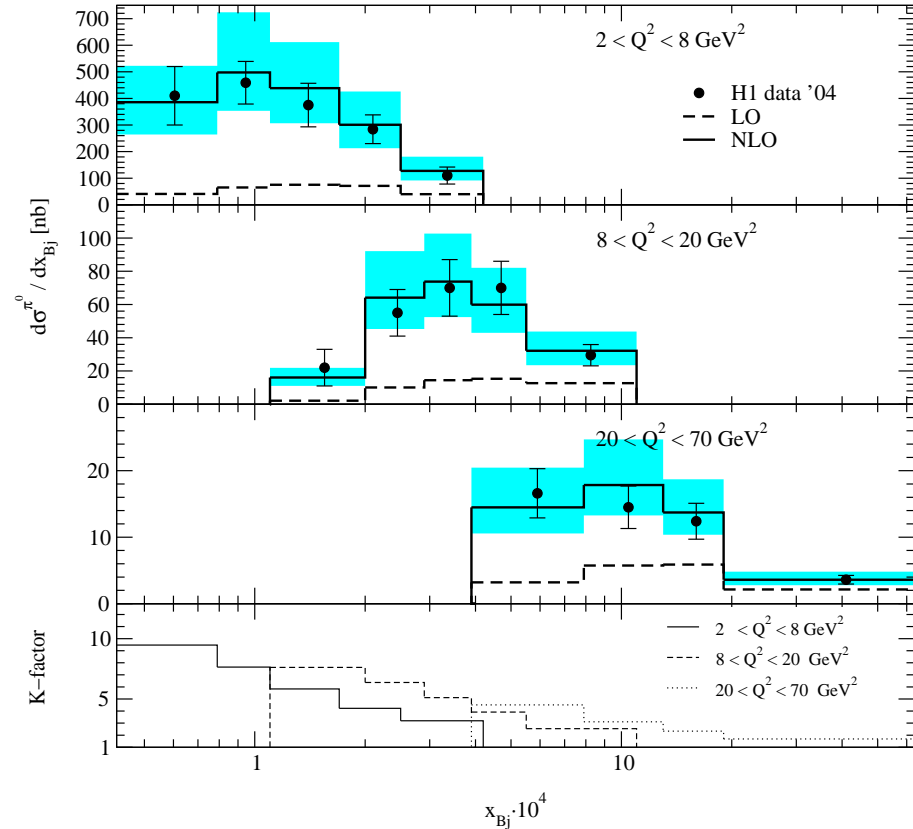 700
600
500
400
300
200
100
0
2 < Q² < 8 GeV²
H1 data '04
LO
NLO
dσ^π⁰ / dx_Bj [nb]
100
80
60
40
20
0
8 < Q² < 20 GeV²
20
10
0
20 < Q² < 70 GeV²
K−factor
10
5
1
2 < Q² < 8 GeV²
8 < Q² < 20 GeV²
20 < Q² < 70 GeV²
1
10
x_Bj·10⁴